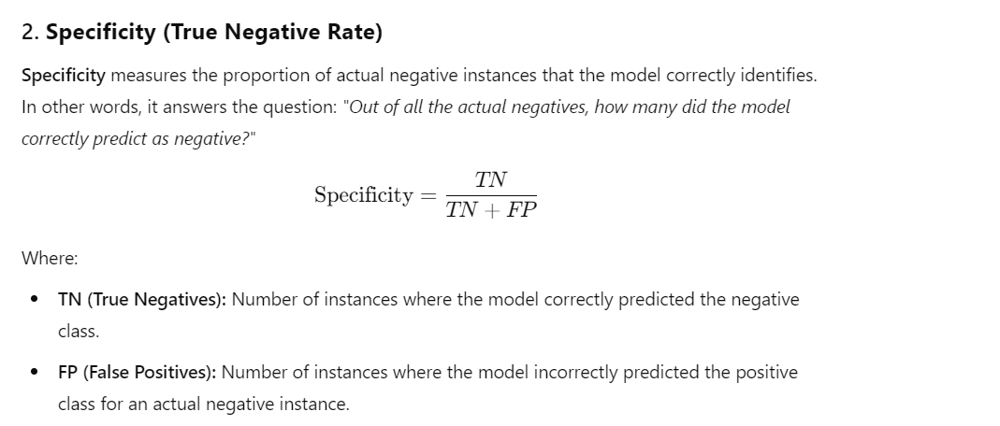 2. Specificity (True Negative Rate)
Specificity measures the proportion of actual negative instances that the model correctly identifies.
In other words, it answers the question: "Out of all the actual negatives, how many did the model
correctly predict as negative?"
Specificity = TN / TN + FP
Where:
• TN (True Negatives): Number of instances where the model correctly predicted the negative
class.
• FP (False Positives): Number of instances where the model incorrectly predicted the positive
class for an actual negative instance.